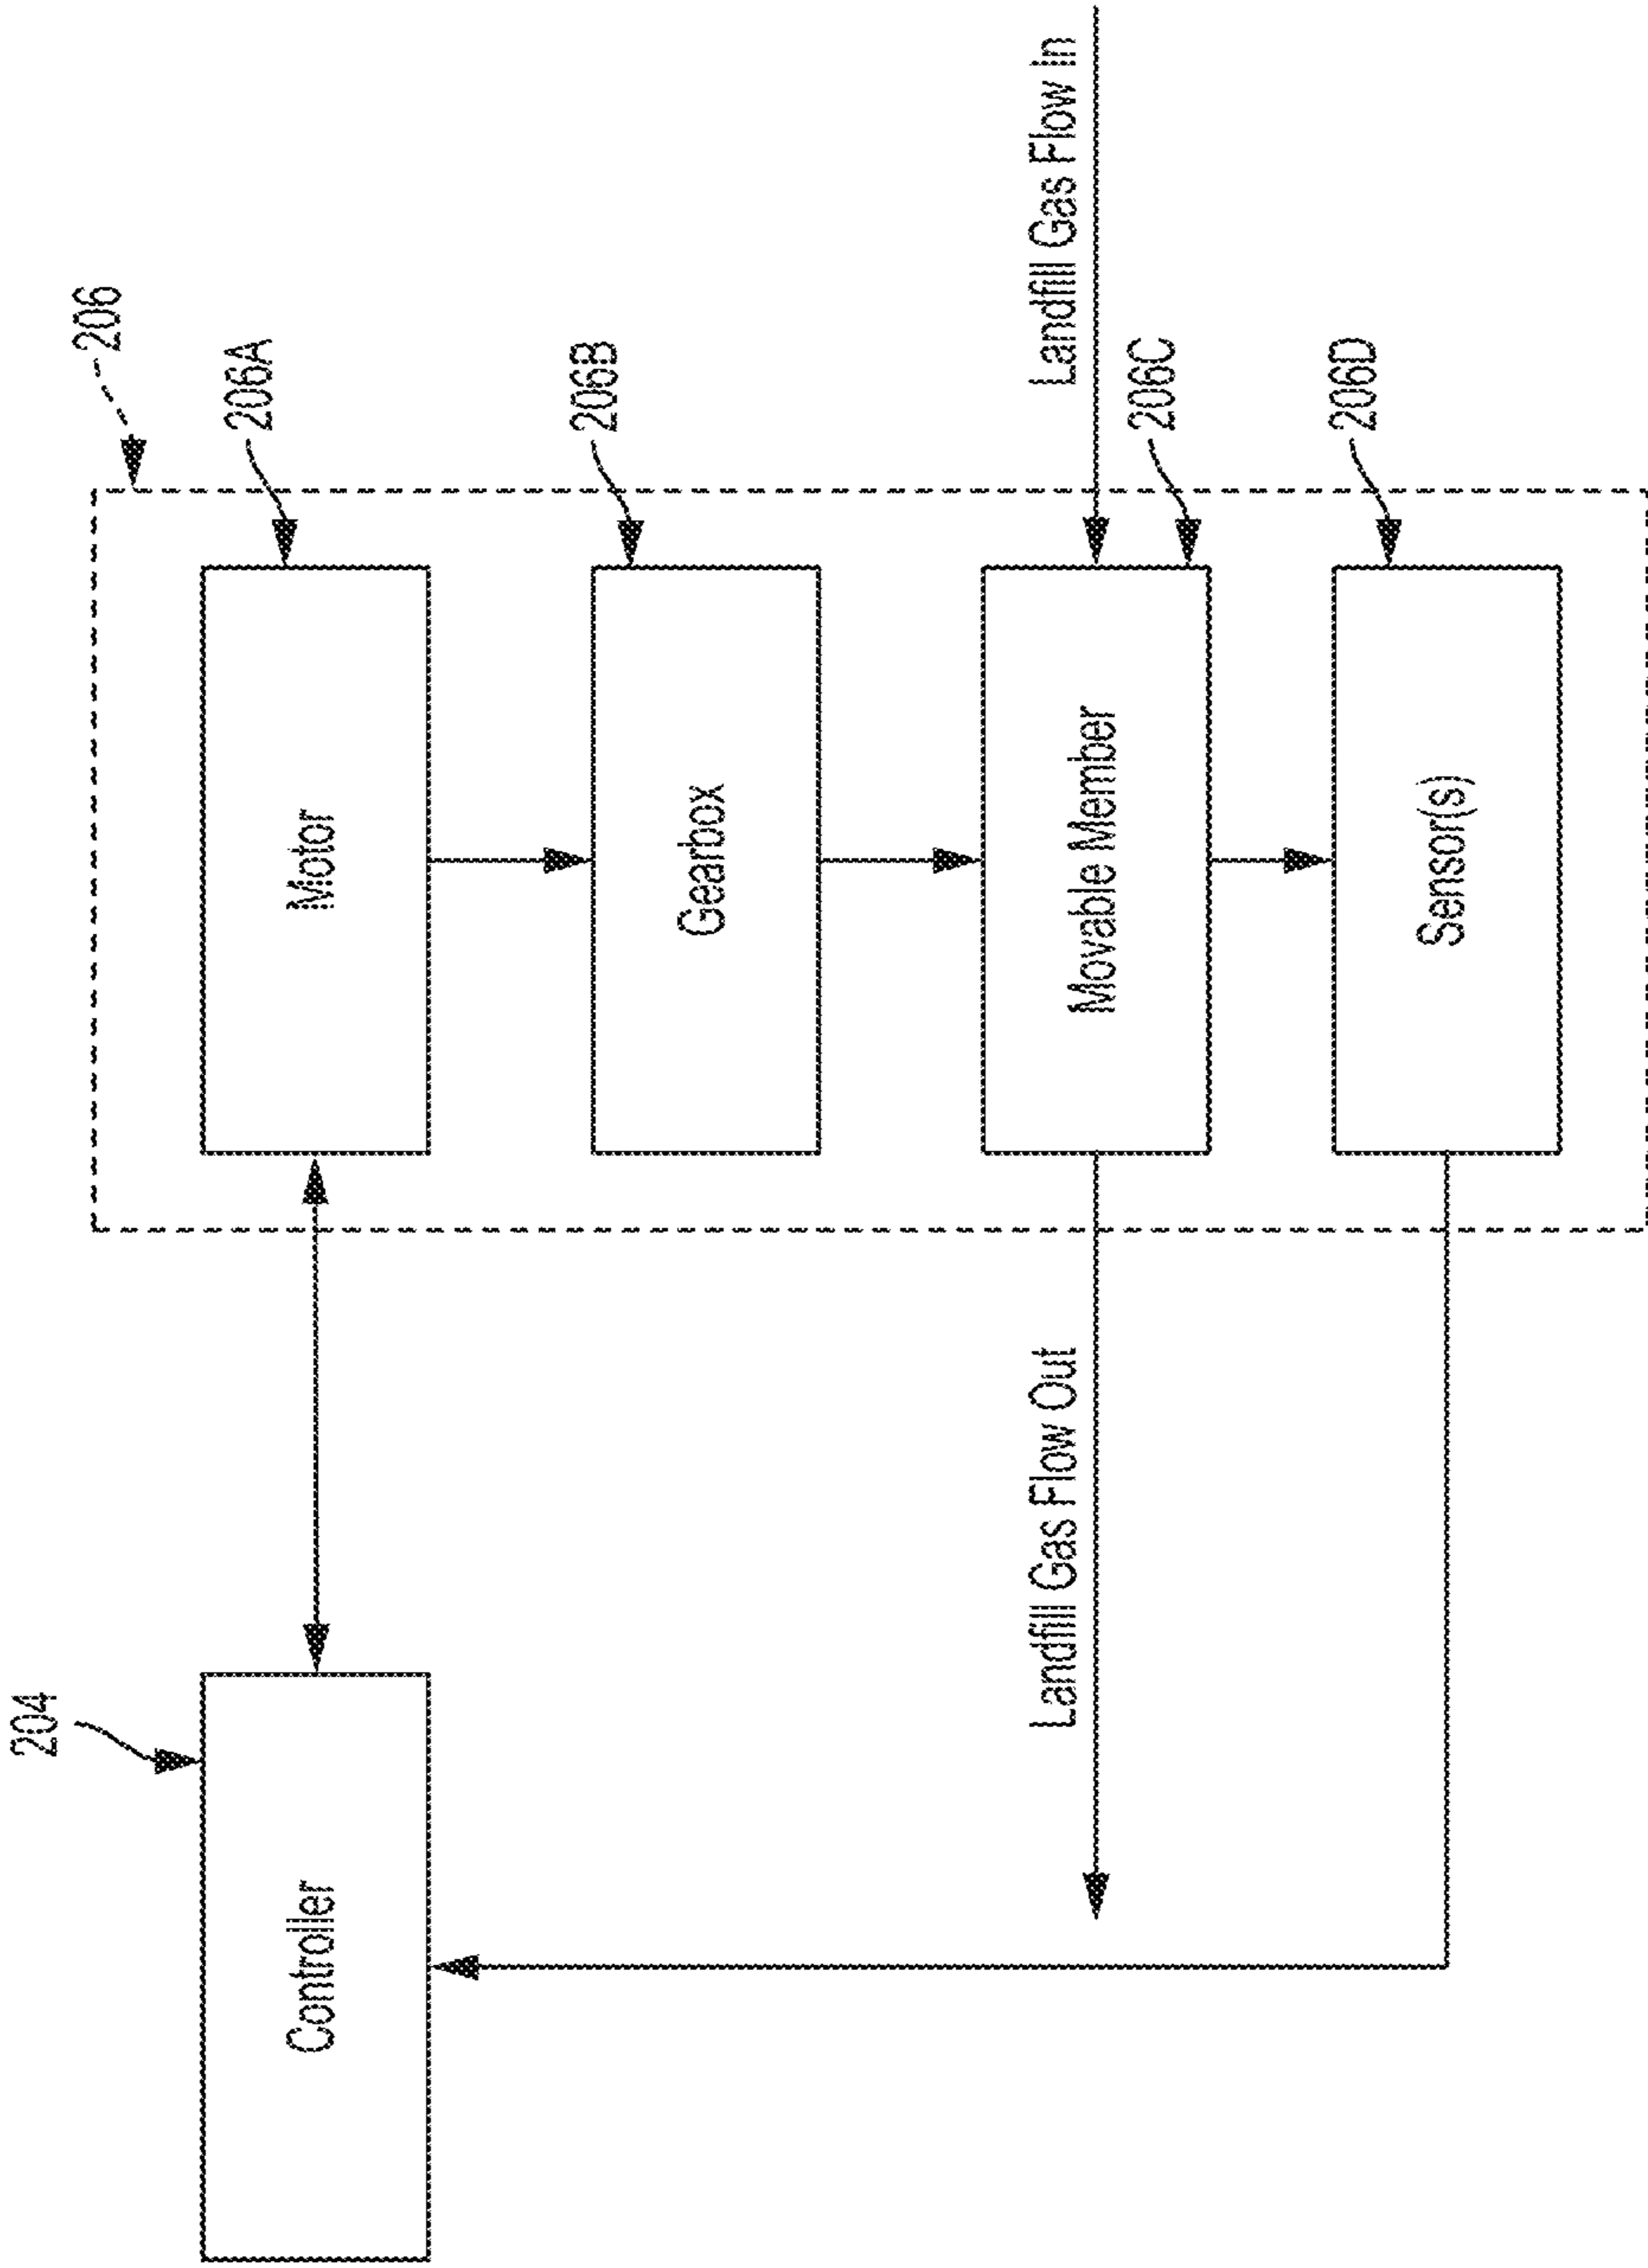 204
Controller
206
206A
Motor
206B
Gearbox
Landfill Gas Flow In
Landfill Gas Flow Out
206C
Movable Member
206D
Sensor(s)